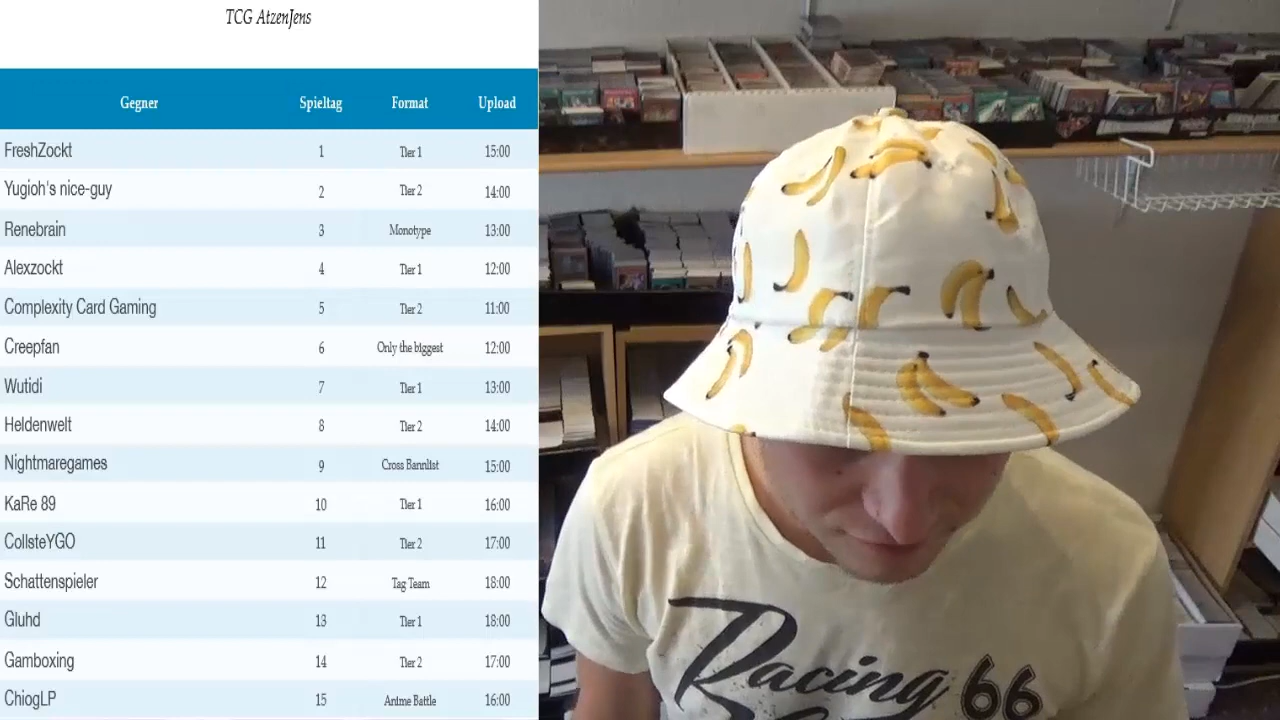 TCG AtzenJens
Gegner Spieltag Format Upload
FreshZockt 1 Tier 1 15:00
Yugioh's nice-guy 2 Tier 2 14:00
Renebrain 3 Monotype 13:00
Alexzockt 4 Tier 1 12:00
Complexity Card Gaming 5 Tier 2 11:00
Creepfan 6 Only the biggest 12:00
Wutidi 7 Tier 1 13:00
Heldenwelt 8 Tier 2 14:00
Nightmaregames 9 Cross Bannlist 15:00
KaRe 89 10 Tier 1 16:00
CollsteYGO 11 Tier 2 17:00
Schattenspieler 12 Tag Team 18:00
Gluhd 13 Tier 1 18:00
Gamboxing 14 Tier 2 17:00
ChiogLP 15 Anime Battle 16:00
Racing 66